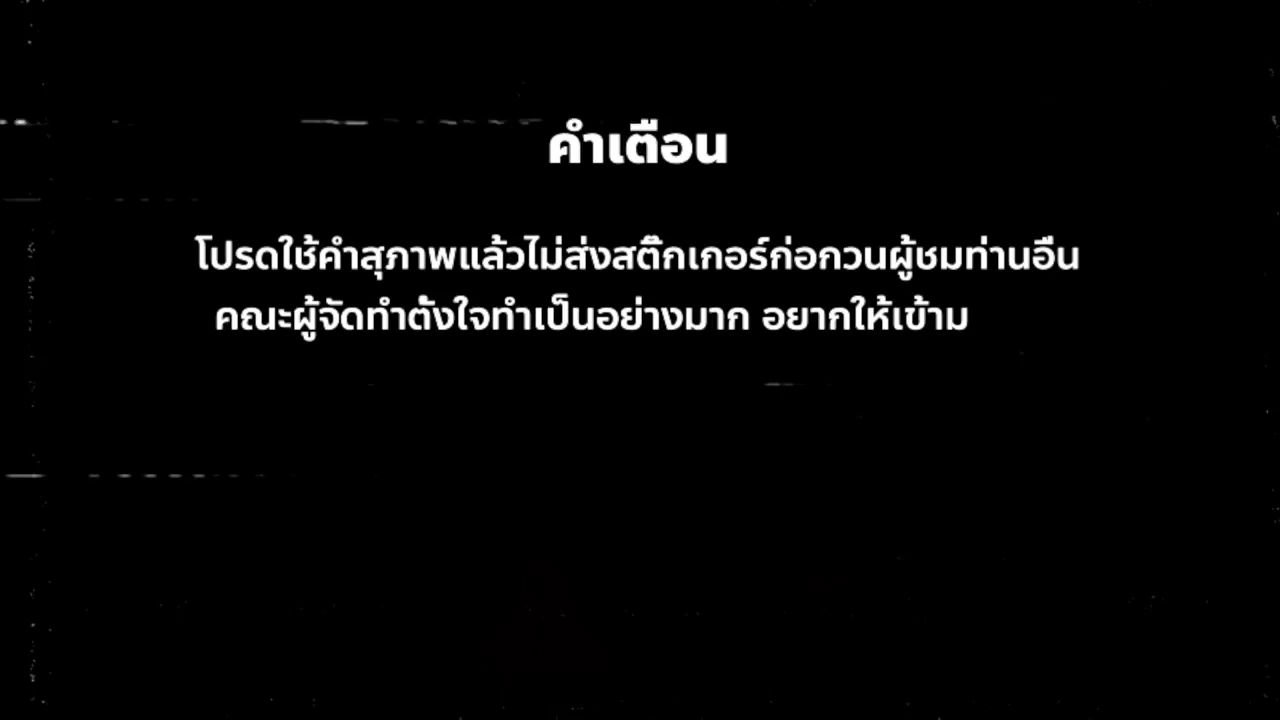 คำเตือน
โปรดใช้คำสุภาพแล้วไม่ส่งสติ๊กเกอร์ก่อกวนผู้ชมท่านอื่น
คณะผู้จัดทำตั้งใจทำเป็นอย่างมาก อยากให้เข้าม